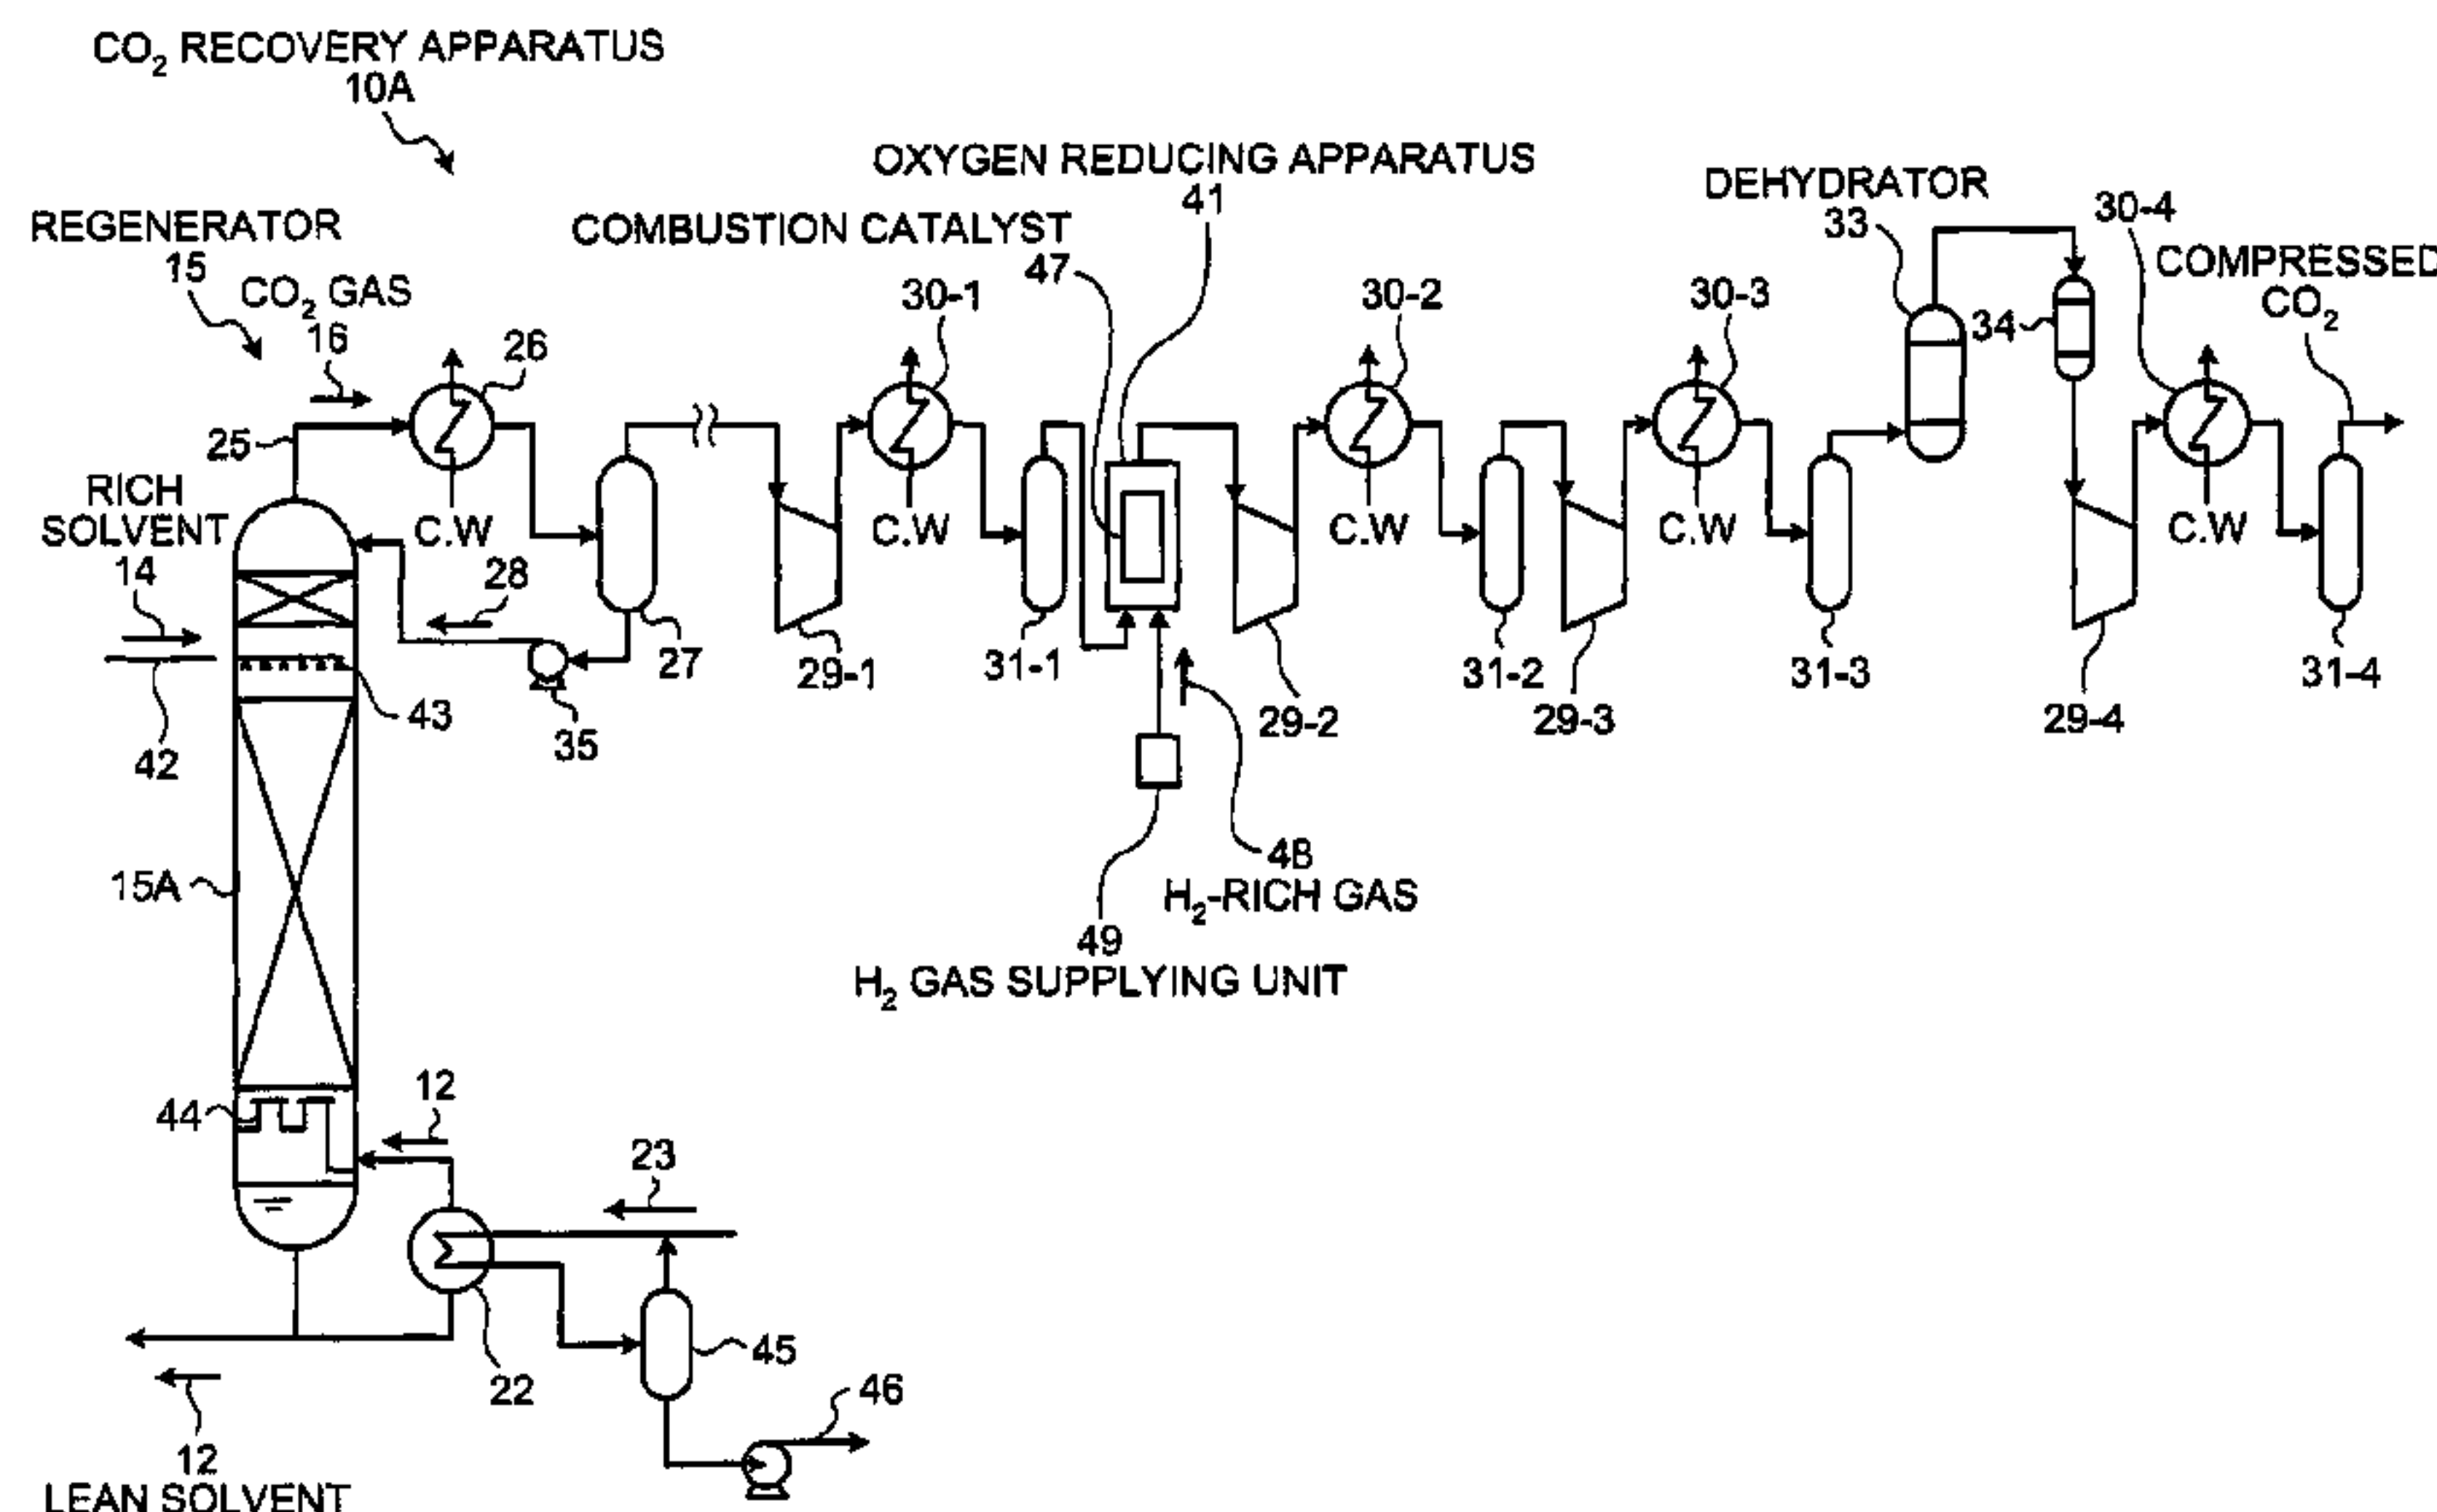 CO₂ RECOVERY APPARATUS
10A
OXYGEN REDUCING APPARATUS
41
COMBUSTION CATALYST
47
DEHYDRATOR
33
30-4
COMPRESSED
CO₂
REGENERATOR
15
CO₂ GAS
16
26
30-1
30-2
30-3
34
25
RICH
SOLVENT
14
C.W
C.W
C.W
C.W
C.W
28
27
29-1
31-1
31-2
31-3
31-4
42
43
35
29-2
29-3
29-4
48
H₂-RICH GAS
49
H₂ GAS SUPPLYING UNIT
15A
44
12
23
22
45
46
12
LEAN SOLVENT